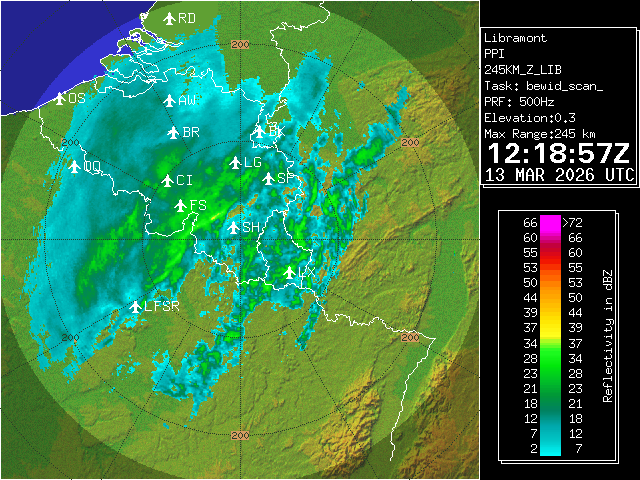 RD
200
OS
AW
BR
BK
OO
200
LG
200
CI
SP
FS
SH
LX
LFSR
200
200
200
Librament
PPI
245KM_Z_LIB
Task: bewid_scan_
PRF: 500Hz
Elevation:0.3
Max Range:245 km
12:18:57Z
13 MAR 2026 UTC
66 >72
60 66
55 60
53 55
50 53
44 50
39 44
37 39
34 37
28 34
23 28
21 23
18 21
12 18
7 12
2 7
Reflectivity in dBZ